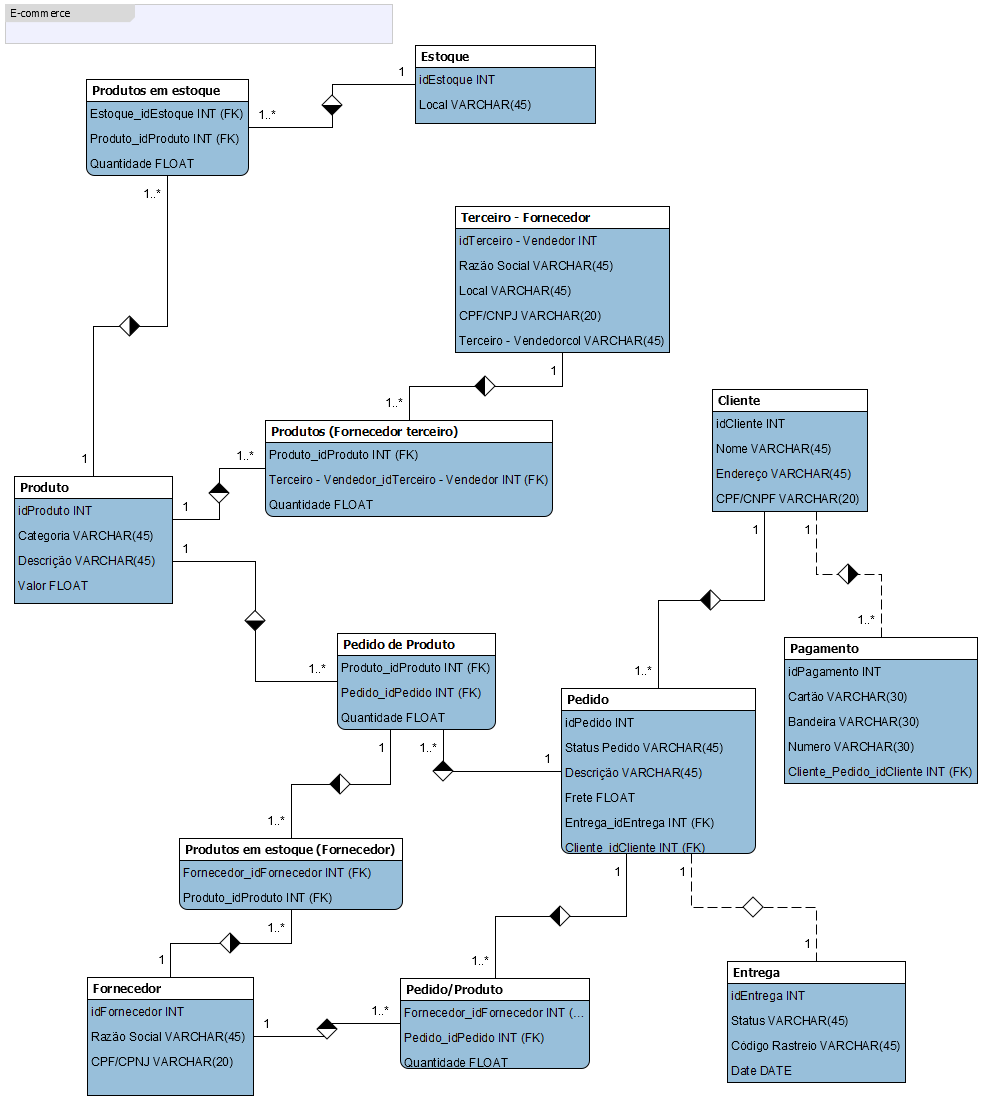 E-commerce
Estoque
idEstoque INT
Local VARCHAR(45)
1
1..*
Produtos em estoque
Estoque_idEstoque INT (FK)
Produto_idProduto INT (FK)
Quantidade FLOAT
1..*
1
Terceiro - Fornecedor
idTerceiro - Vendedor INT
Razão Social VARCHAR(45)
Local VARCHAR(45)
CPF/CNPJ VARCHAR(20)
Terceiro - Vendedorcol VARCHAR(45)
1
1..*
Produtos (Fornecedor terceiro)
Produto_idProduto INT (FK)
Terceiro - Vendedor_idTerceiro - Vendedor INT (FK)
Quantidade FLOAT
1..*
1
Produto
idProduto INT
Categoria VARCHAR(45)
Descrição VARCHAR(45)
Valor FLOAT
1
1..*
Cliente
idCliente INT
Nome VARCHAR(45)
Endereço VARCHAR(45)
CPF/CNPF VARCHAR(20)
1
1
1..*
1..*
Pagamento
idPagamento INT
Cartão VARCHAR(30)
Bandeira VARCHAR(30)
Numero VARCHAR(30)
Cliente_Pedido_idCliente INT (FK)
Pedido de Produto
Produto_idProduto INT (FK)
Pedido_idPedido INT (FK)
Quantidade FLOAT
1
1..*
1
Pedido
idPedido INT
Status Pedido VARCHAR(45)
Descrição VARCHAR(45)
Frete FLOAT
Entrega_idEntrega INT (FK)
Cliente_idCliente INT (FK)
1
1
1..*
Produtos em estoque (Fornecedor)
Fornecedor_idFornecedor INT (FK)
Produto_idProduto INT (FK)
1..*
1
Fornecedor
idFornecedor INT
Razão Social VARCHAR(45)
CPF/CPNJ VARCHAR(20)
1
1..*
1..*
Pedido/Produto
Fornecedor_idFornecedor INT (...
Pedido_idPedido INT (FK)
Quantidade FLOAT
1
Entrega
idEntrega INT
Status VARCHAR(45)
Código Rastreio VARCHAR(45)
Date DATE